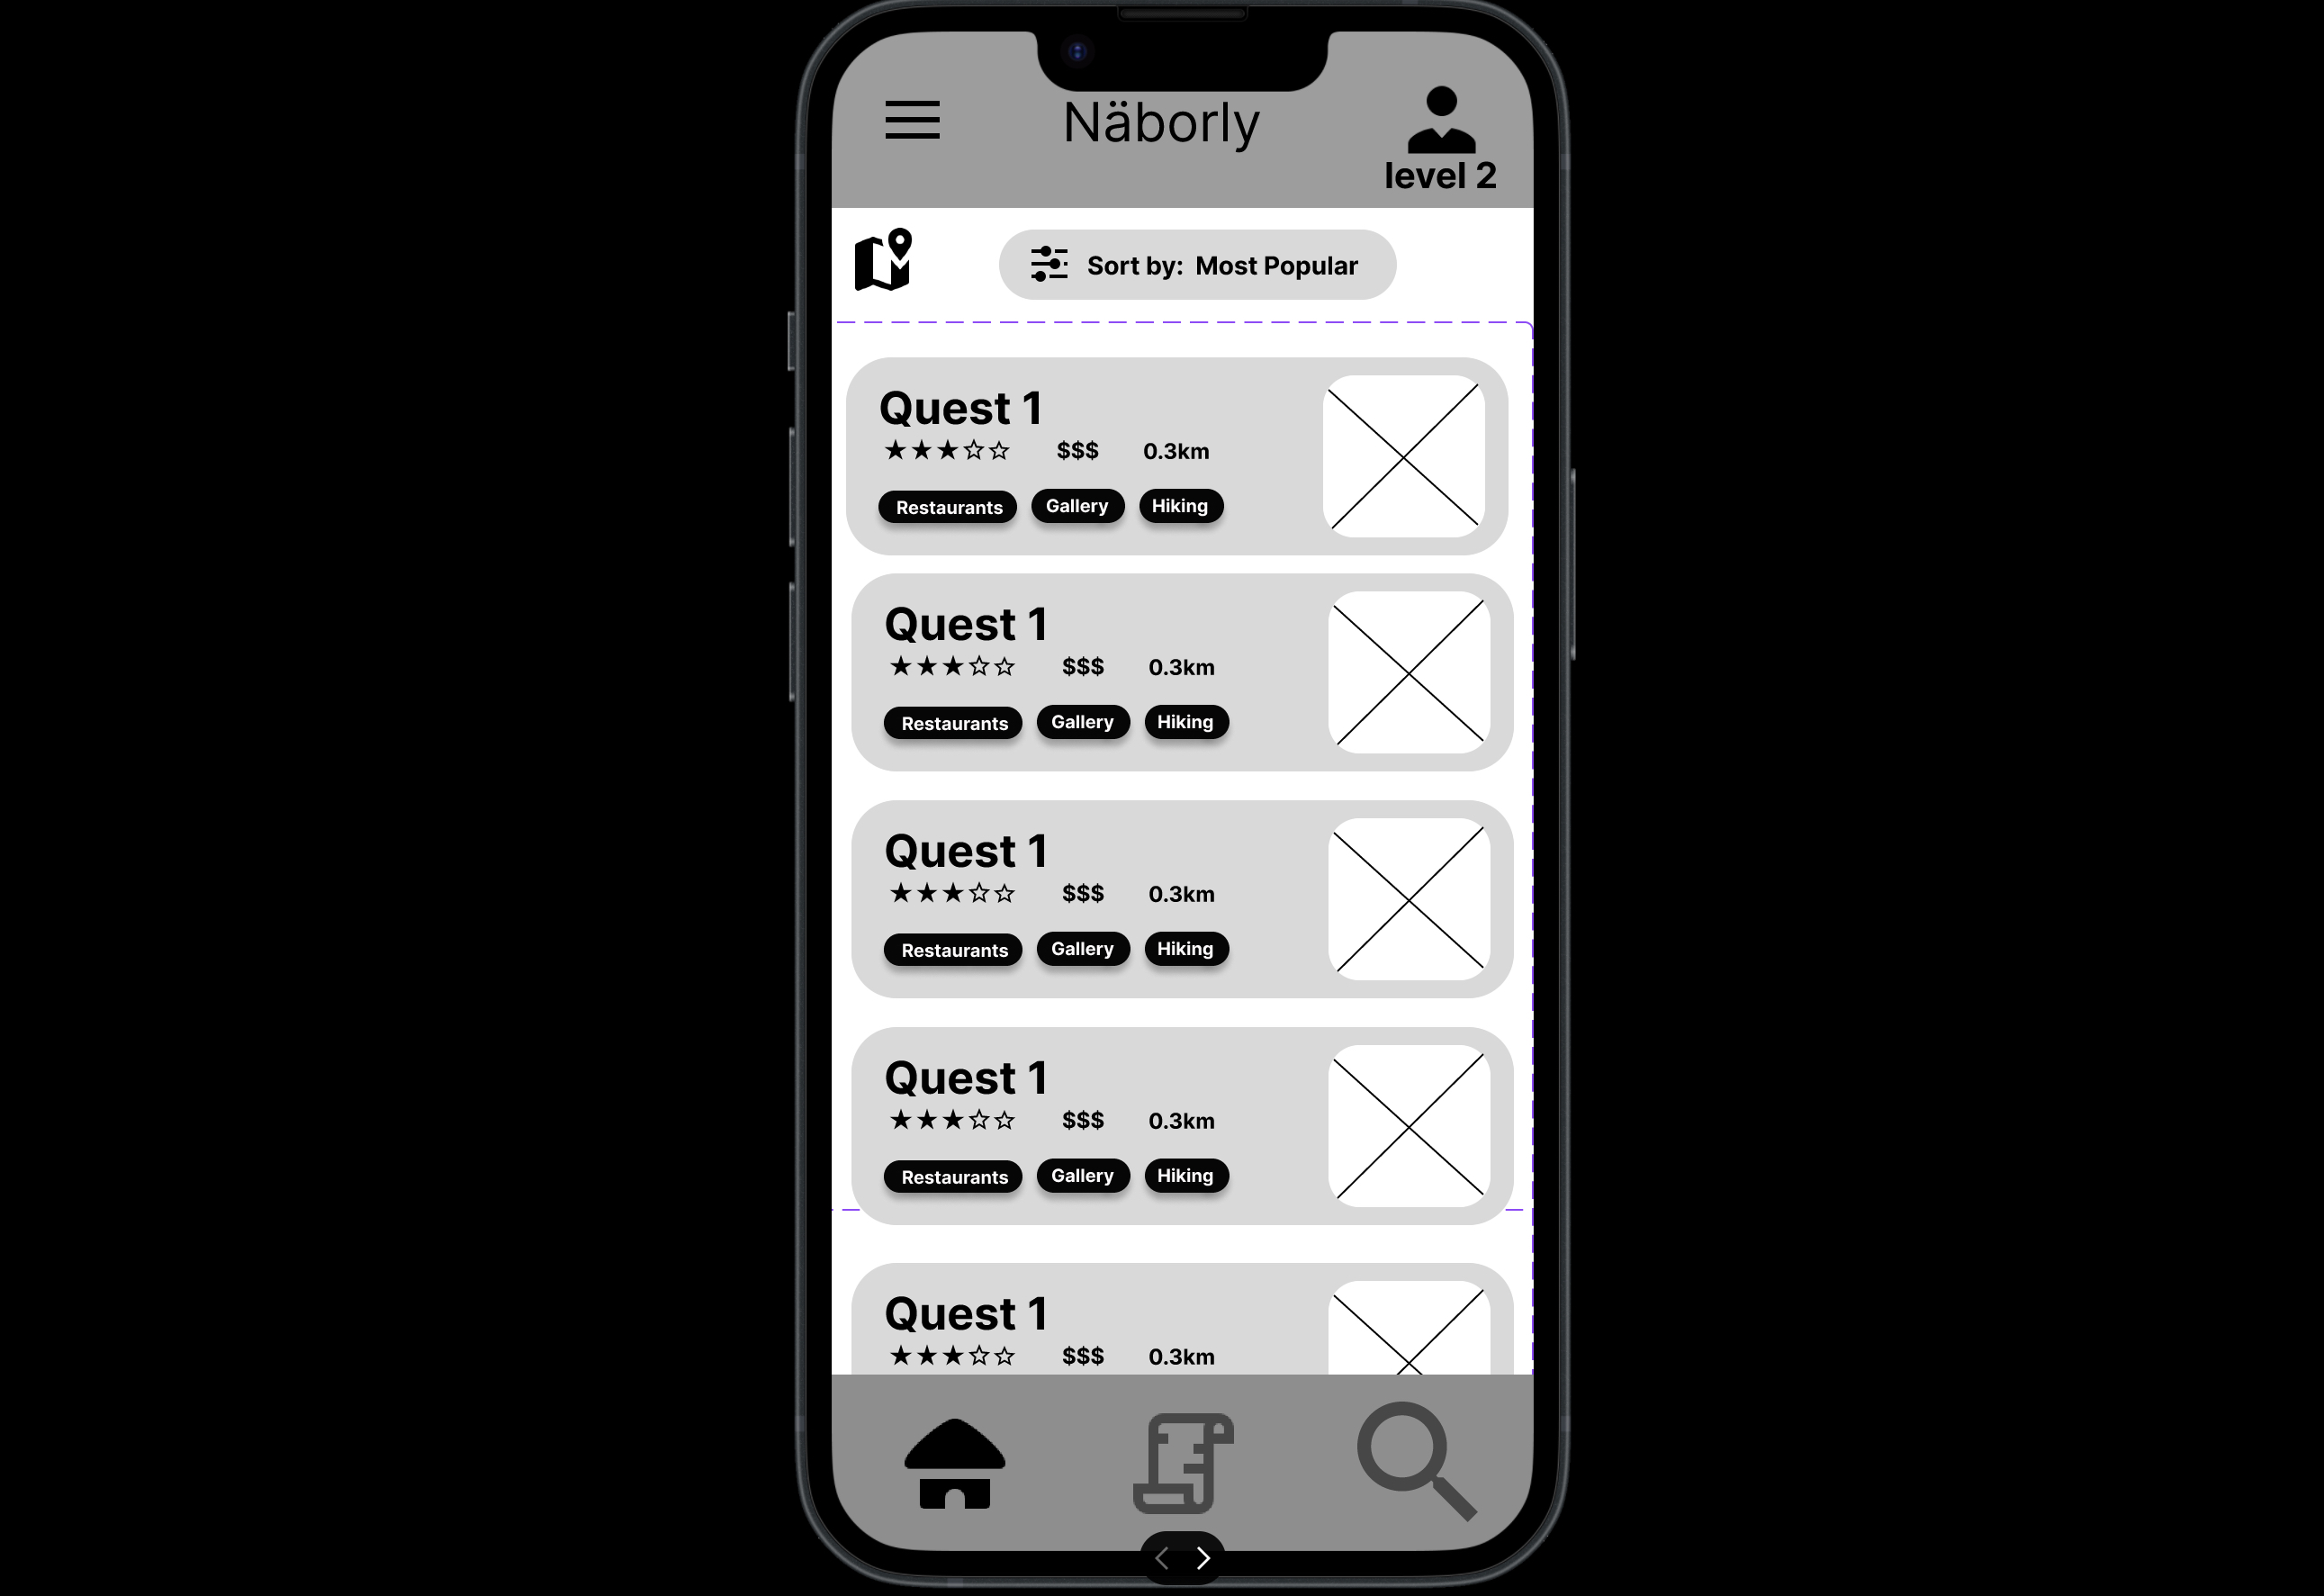 Näborly
level 2
Sort by: Most Popular
Quest 1
$$$ 0.3km
Restaurants Gallery Hiking
Quest 1
$$$ 0.3km
Restaurants Gallery Hiking
Quest 1
$$$ 0.3km
Restaurants Gallery Hiking
Quest 1
$$$ 0.3km
Restaurants Gallery Hiking
Quest 1
$$$ 0.3km